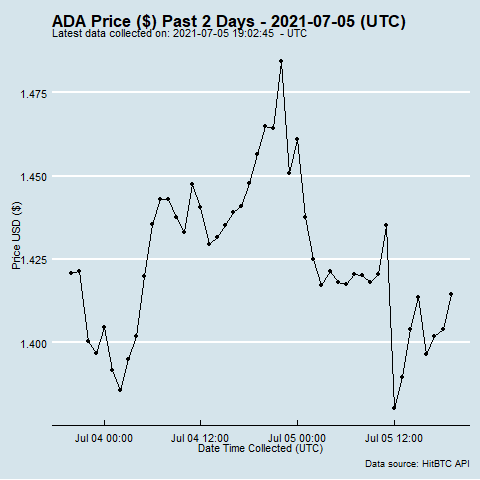 ADA Price ($) Past 2 Days - 2021-07-05 (UTC)
Latest data collected on: 2021-07-05 19:02:45 - UTC
1.475
1.450
1.425
1.400
Price USD ($)
Jul 04 00:00 Jul 04 12:00 Jul 05 00:00 Jul 05 12:00
Date Time Collected (UTC)
Data source: HitBTC API